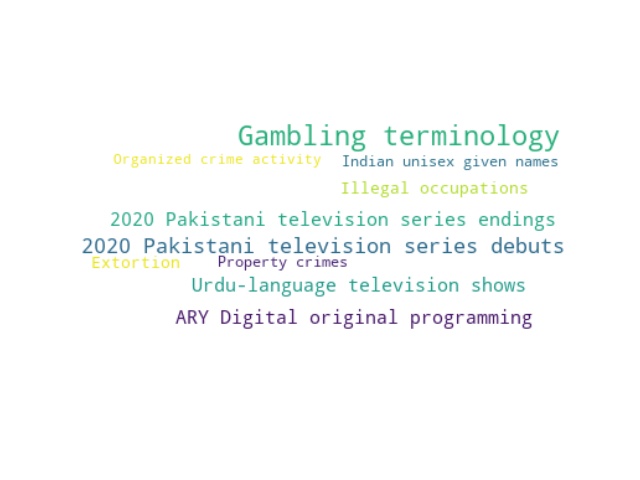 Gambling terminology
Organized crime activity
Indian unisex given names
Illegal occupations
2020 Pakistani television series endings
2020 Pakistani television series debuts
Extortion
Property crimes
Urdu-language television shows
ARY Digital original programming